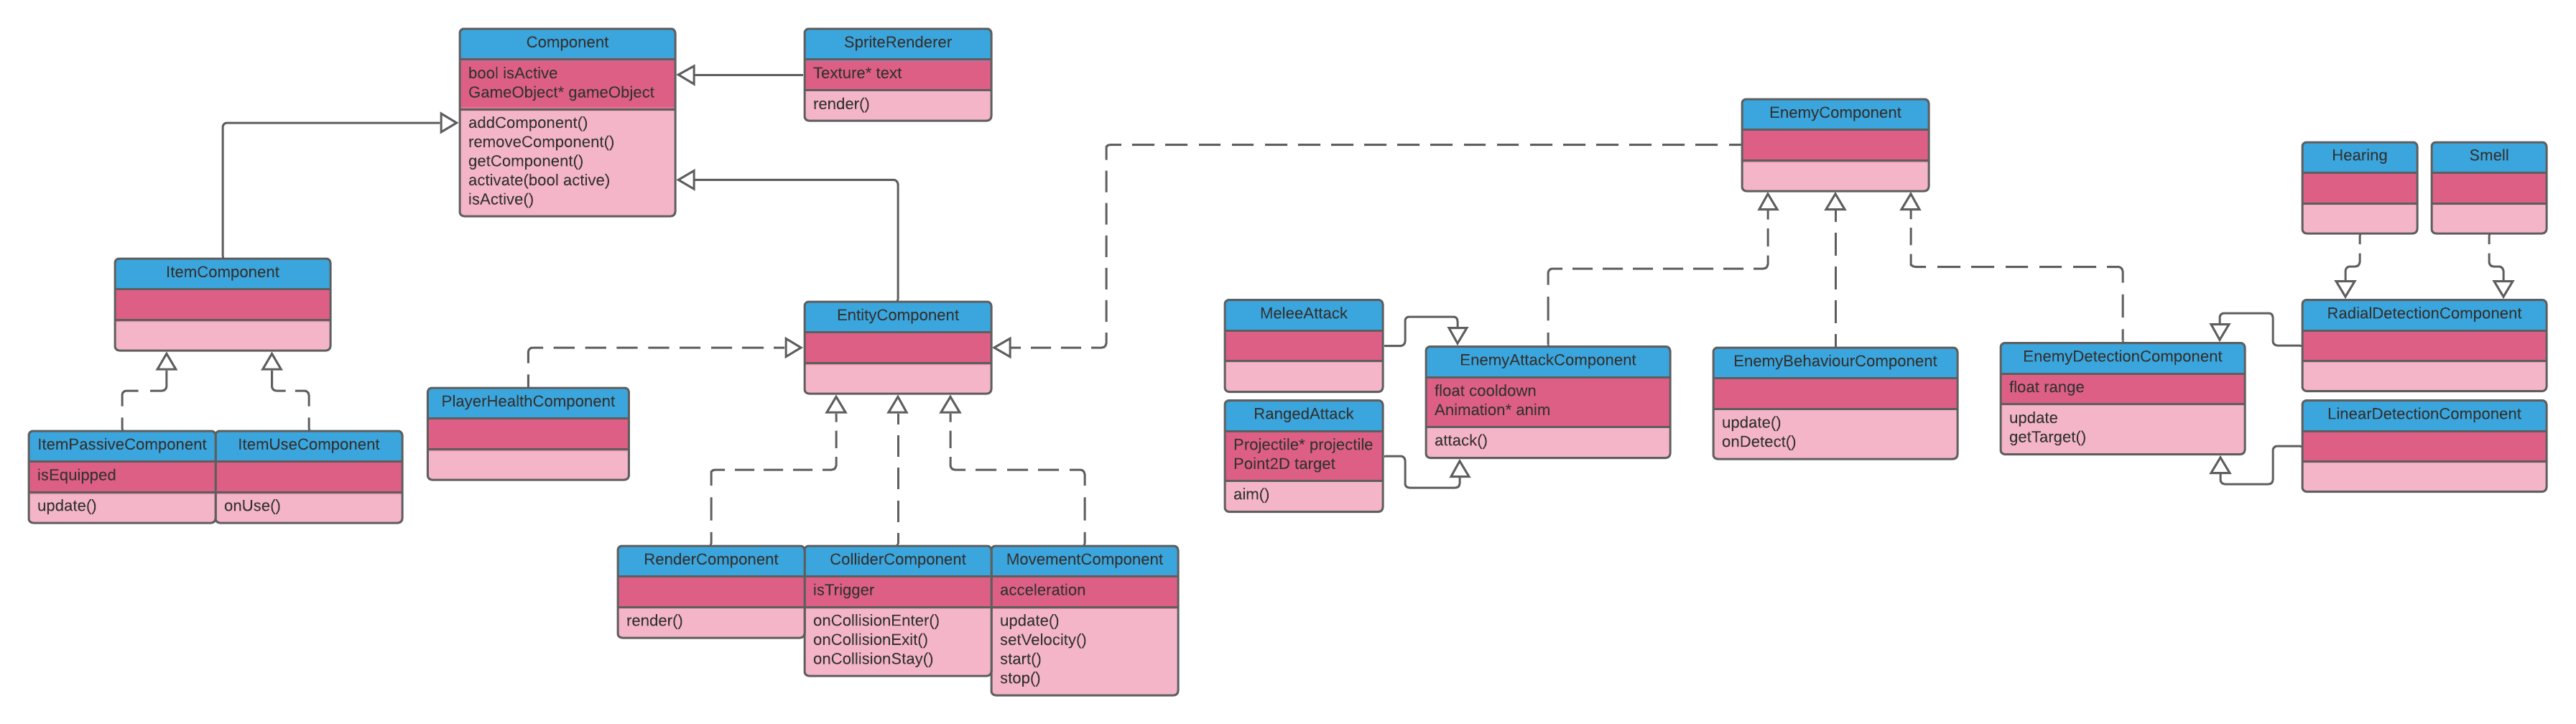 Component
bool isActive
GameObject* gameObject
addComponent()
removeComponent()
getComponent()
activate(bool active)
isActive()
SpriteRenderer
Texture* text
render()
EnemyComponent
Hearing
Smell
ItemComponent
EntityComponent
PlayerHealthComponent
ItemPassiveComponent
isEquipped
update()
ItemUseComponent
onUse()
RenderComponent
render()
ColliderComponent
isTrigger
onCollisionEnter()
onCollisionExit()
onCollisionStay()
MovementComponent
acceleration
update()
setVelocity()
start()
stop()
MeleeAttack
RangedAttack
Projectile* projectile
Point2D target
aim()
EnemyAttackComponent
float cooldown
Animation* anim
attack()
EnemyBehaviourComponent
update()
onDetect()
EnemyDetectionComponent
float range
update
getTarget()
RadialDetectionComponent
LinearDetectionComponent